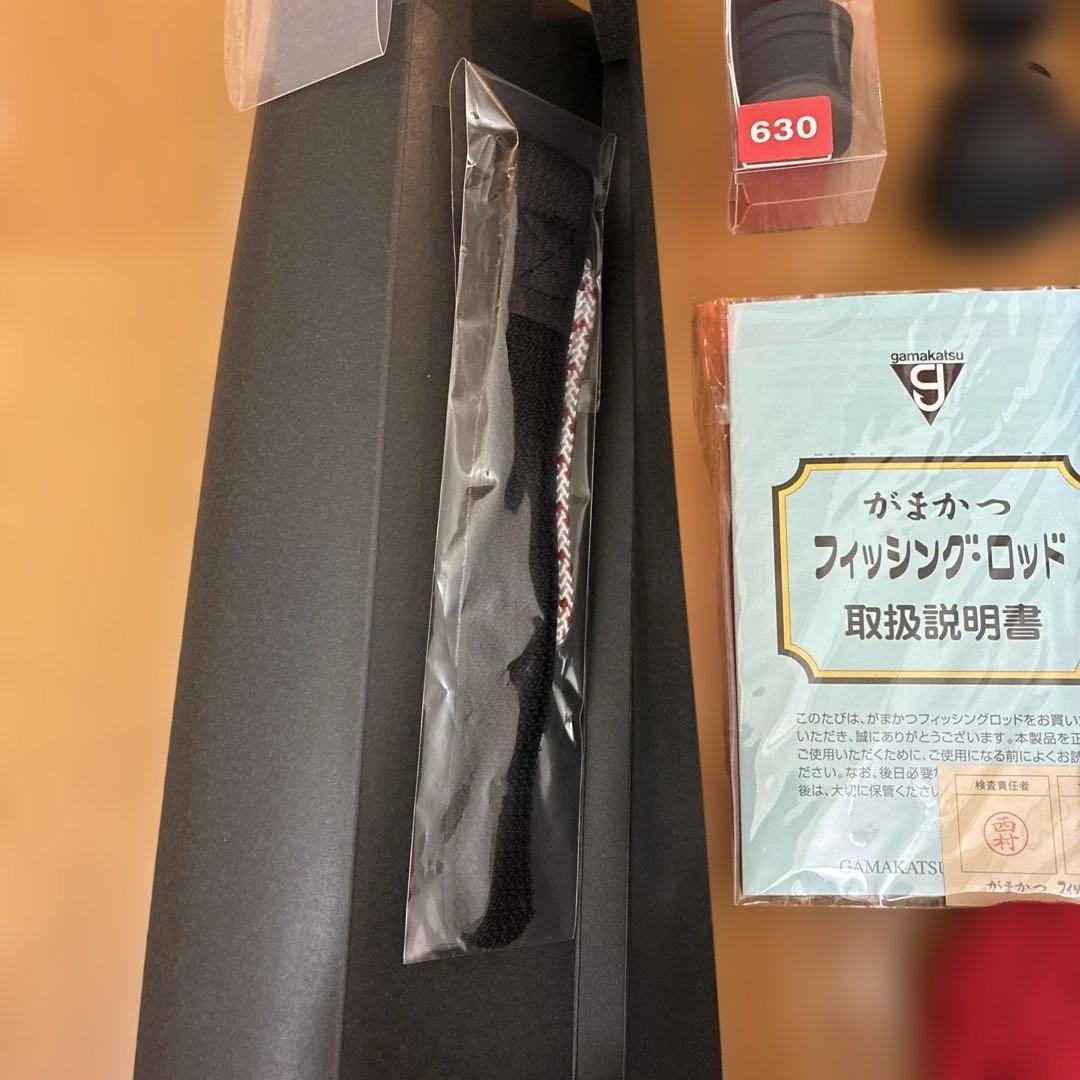 630
gamakatsu
g
がまかつ
フィッシング・ロッド
取扱説明書
このたびは、がまかつフィッシングロッドをお買い
いただき、誠にありがとうございます。本製品を正
ご使用いただくために、ご使用になる前によくお読
ださい。なお、後日必要
後は、大切に保管くださ
検査責任者
西村
GAMAKATSU
がまかつ フィッ